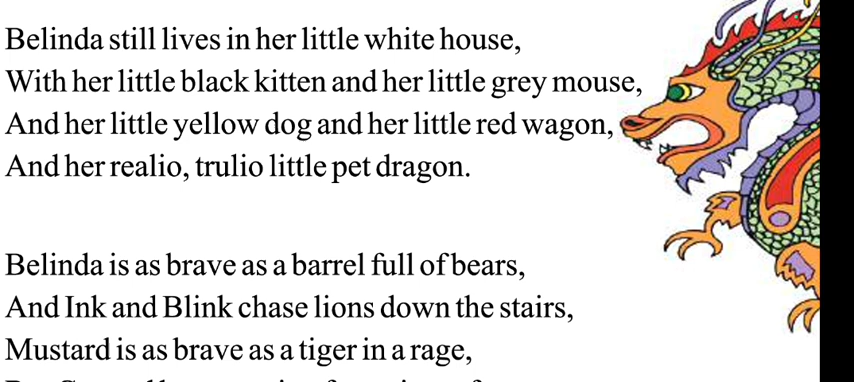 Belinda still lives in her little white house,
With her little black kitten and her little grey mouse,
And her little yellow dog and her little red wagon,
And her realio, trulio little pet dragon.
Belinda is as brave as a barrel full of bears,
And Ink and Blink chase lions down the stairs,
Mustard is as brave as a tiger in a rage,